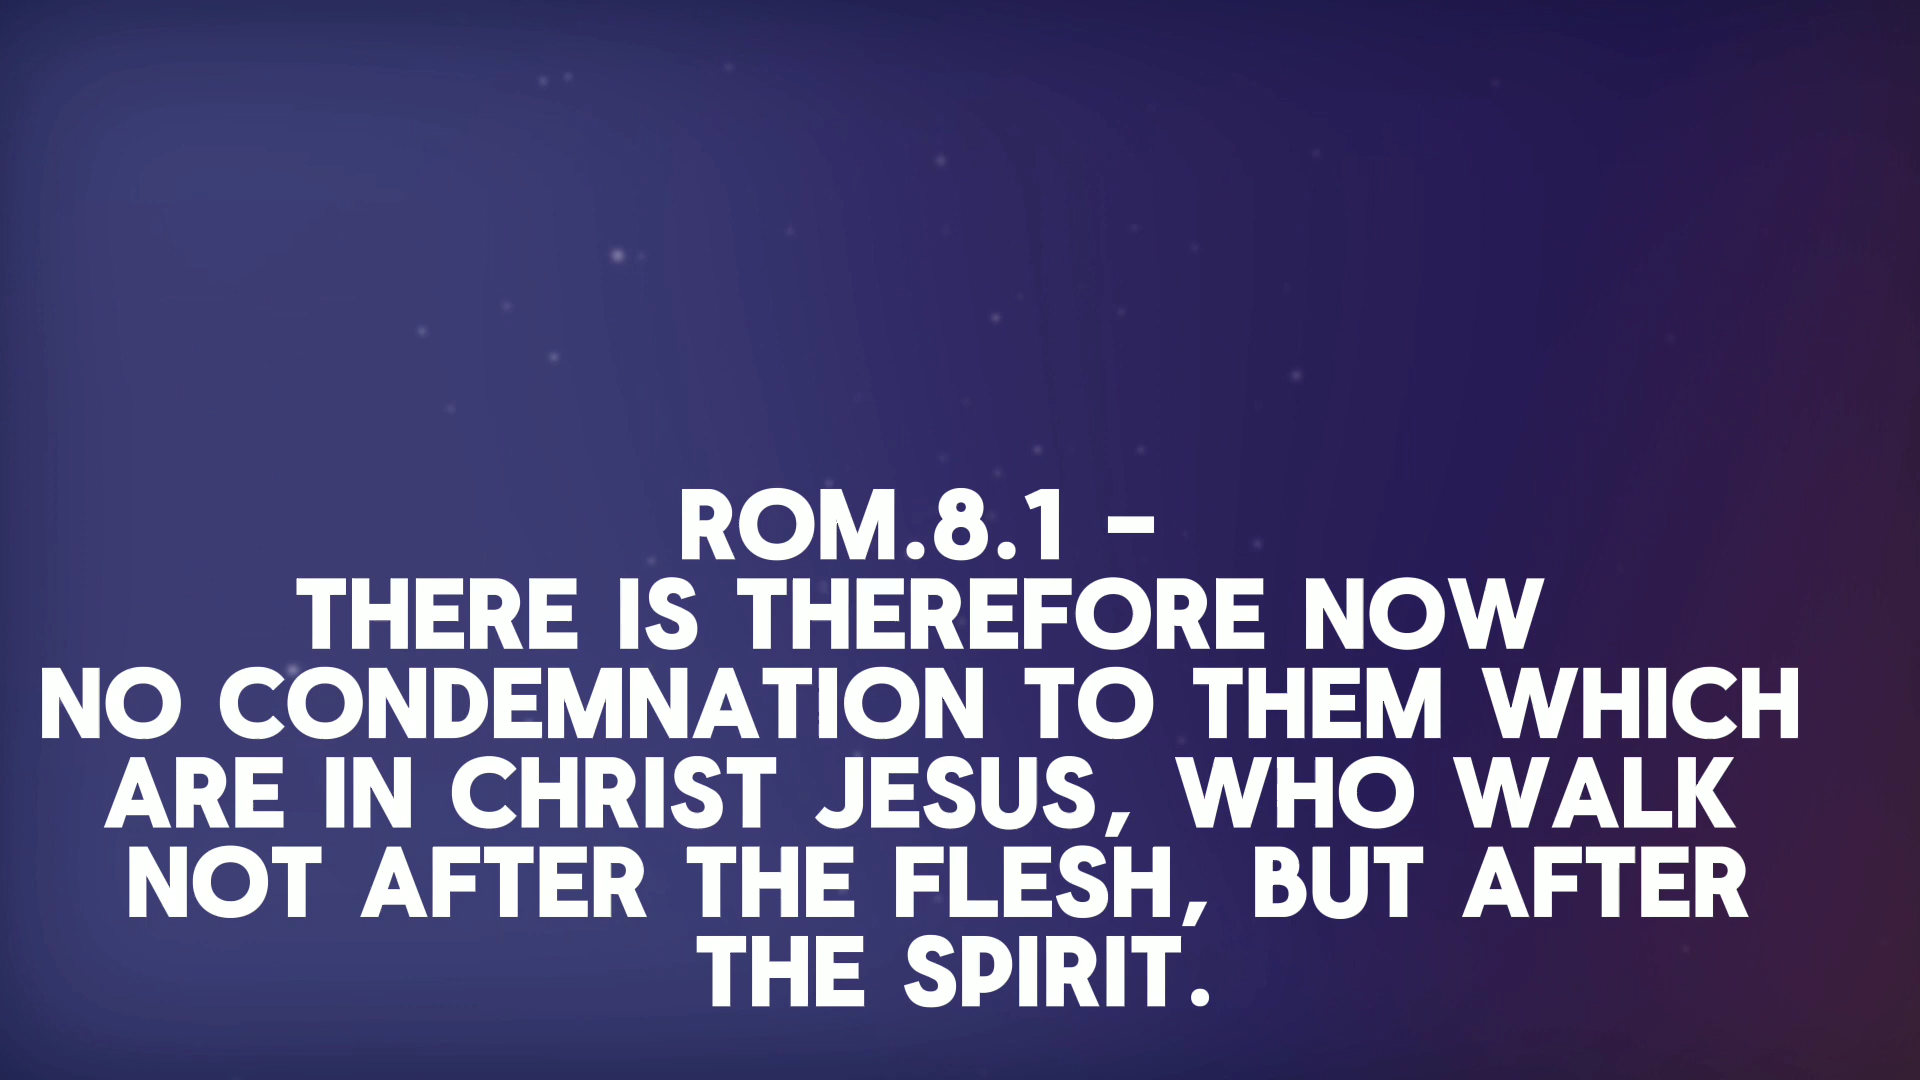 ROM.8.1 –
THERE IS THEREFORE NOW
NO CONDEMNATION TO THEM WHICH
ARE IN CHRIST JESUS, WHO WALK
NOT AFTER THE FLESH, BUT AFTER
THE SPIRIT.